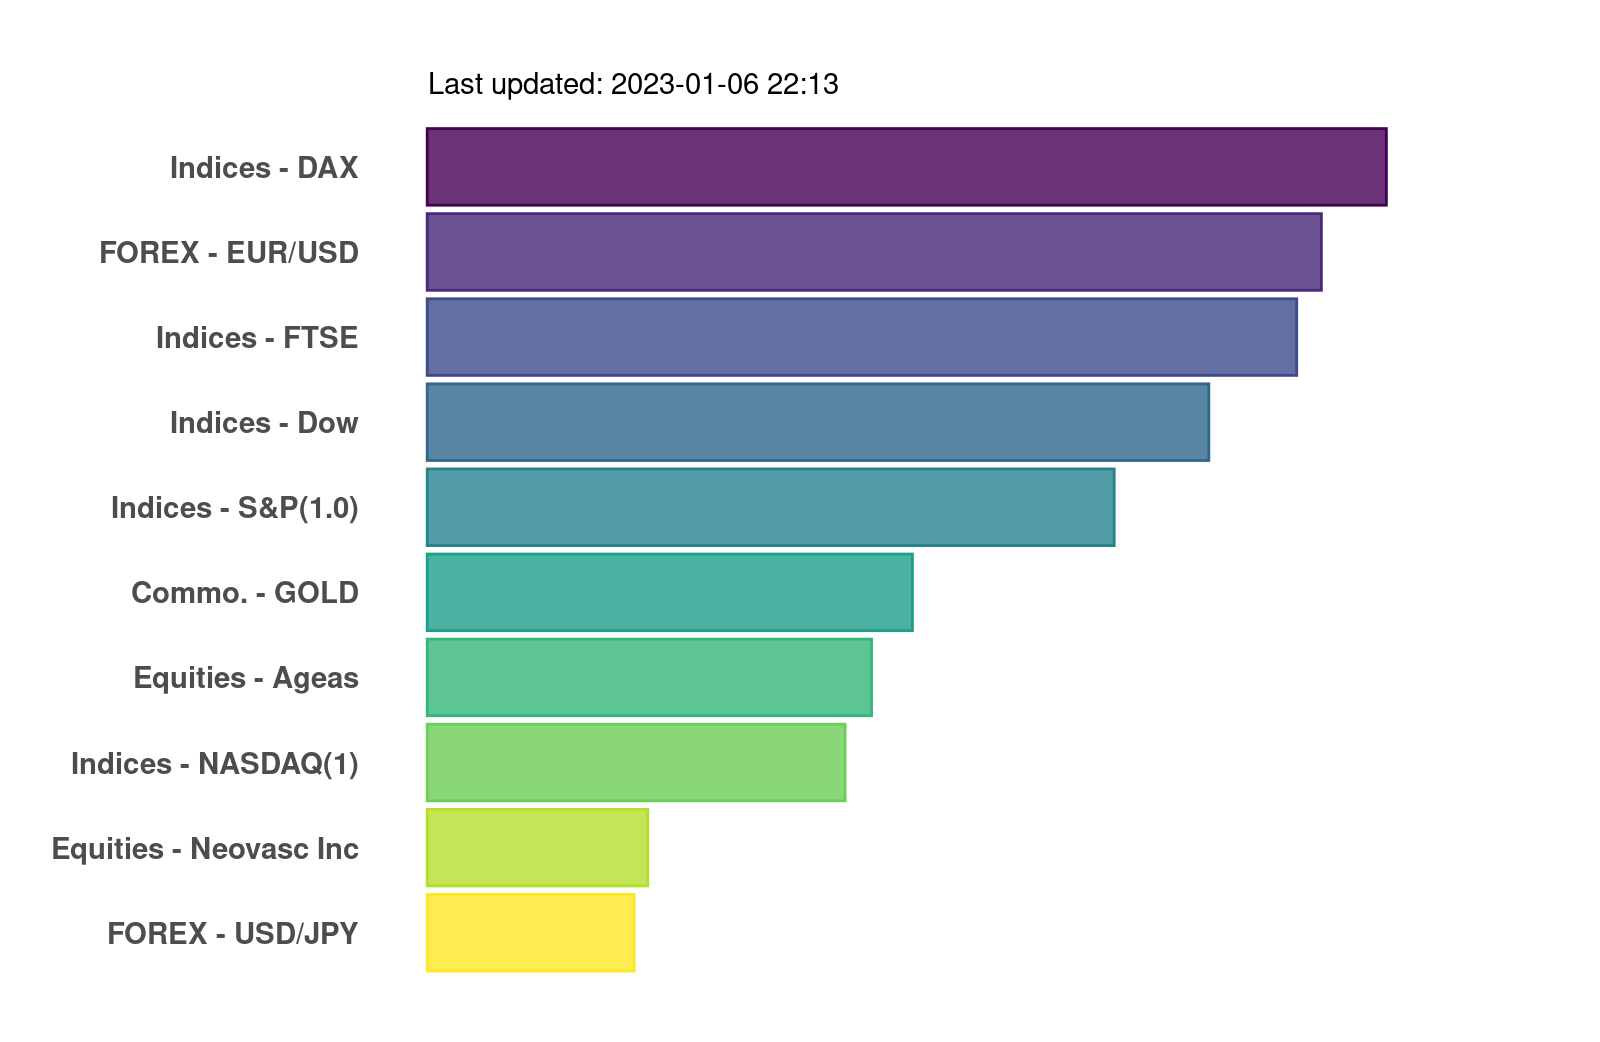 Last updated: 2023-01-06 22:13
Indices - DAX
FOREX - EUR/USD
Indices - FTSE
Indices - Dow
Indices - S&P(1.0)
Commo. - GOLD
Equities - Ageas
Indices - NASDAQ(1)
Equities - Neovasc Inc
FOREX - USD/JPY